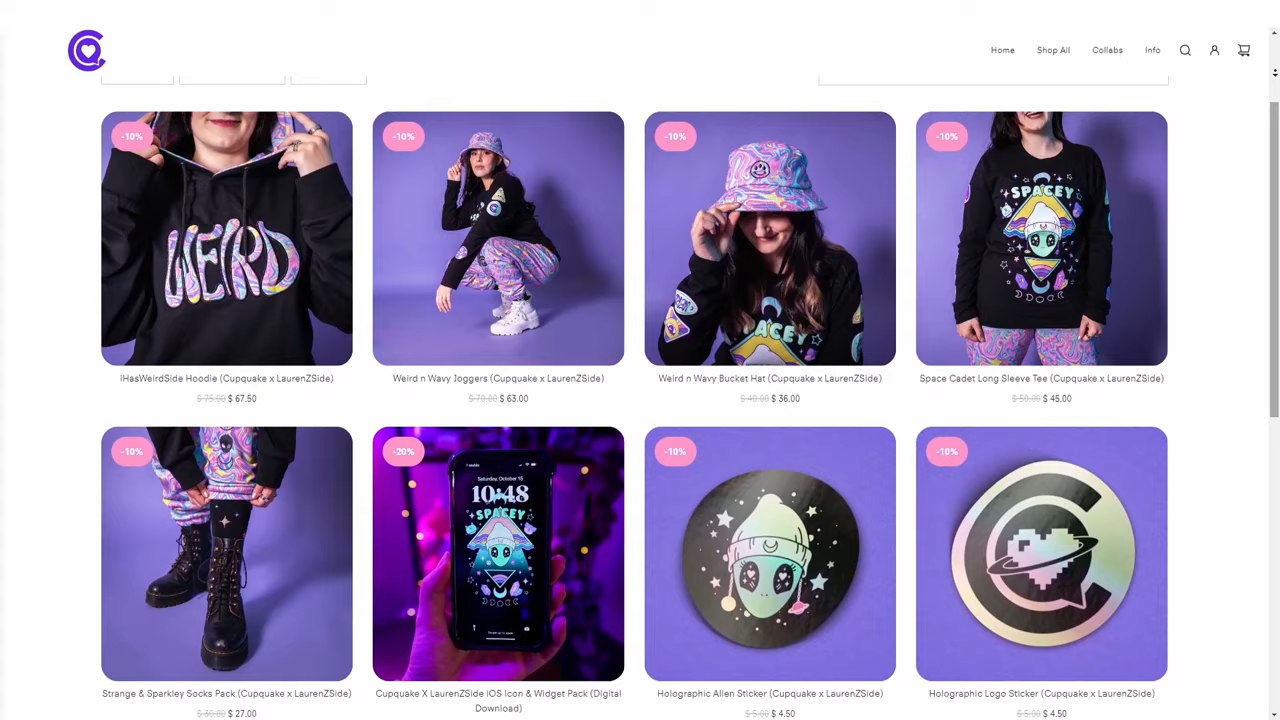 Home Shop All Collabs Info
-10% -10% -10% -10%
WEIRD
SPACEY
SPACEY
iHasWeirdSide Hoodie (Cupquake x LaurenZSide)
$ 75.00 $ 67.50
Weird n Wavy Joggers (Cupquake x LaurenZSide)
$ 70.00 $ 63.00
Weird n Wavy Bucket Hat (Cupquake x LaurenZSide)
$ 40.00 $ 36.00
Space Cadet Long Sleeve Tee (Cupquake x LaurenZSide)
$ 50.00 $ 45.00
-10% -20% -10% -10%
Saturday, October 15
10:48
SPACEY
Strange & Sparkley Socks Pack (Cupquake x LaurenZSide)
$ 30.00 $ 27.00
Cupquake X LaurenZSide iOS Icon & Widget Pack (Digital
Download)
Holographic Alien Sticker (Cupquake x LaurenZSide)
$ 5.00 $ 4.50
Holographic Logo Sticker (Cupquake x LaurenZSide)
$ 5.00 $ 4.50